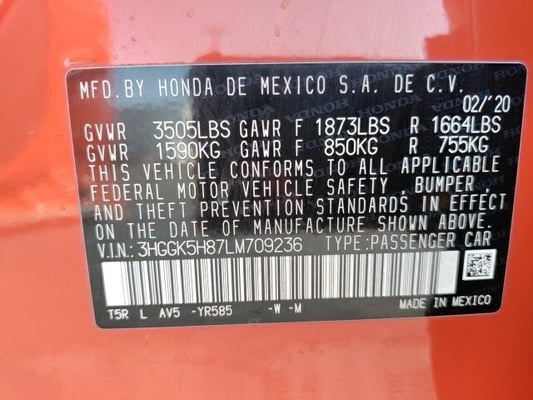 MFD.BY HONDA DE MEXICO S.A. DE C.V.
02/'20
GVWR 3505LBS GAWR F 1873LBS R 1664LBS
GVWR 1590KG GAWR F 850KG R 755KG
THIS VEHICLE CONFORMS TO ALL APPLICABLE
FEDERAL MOTOR VEHICLE SAFETY , BUMPER
AND THEFT PREVENTION STANDARDS IN EFFECT
ON THE DATE OF MANUFACTURE SHOWN ABOVE.
V.I.N.: 3HGGK5H87LM709236 TYPE:PASSENGER CAR
T5R L AV5 -YR585 -W -M MADE IN MEXICO